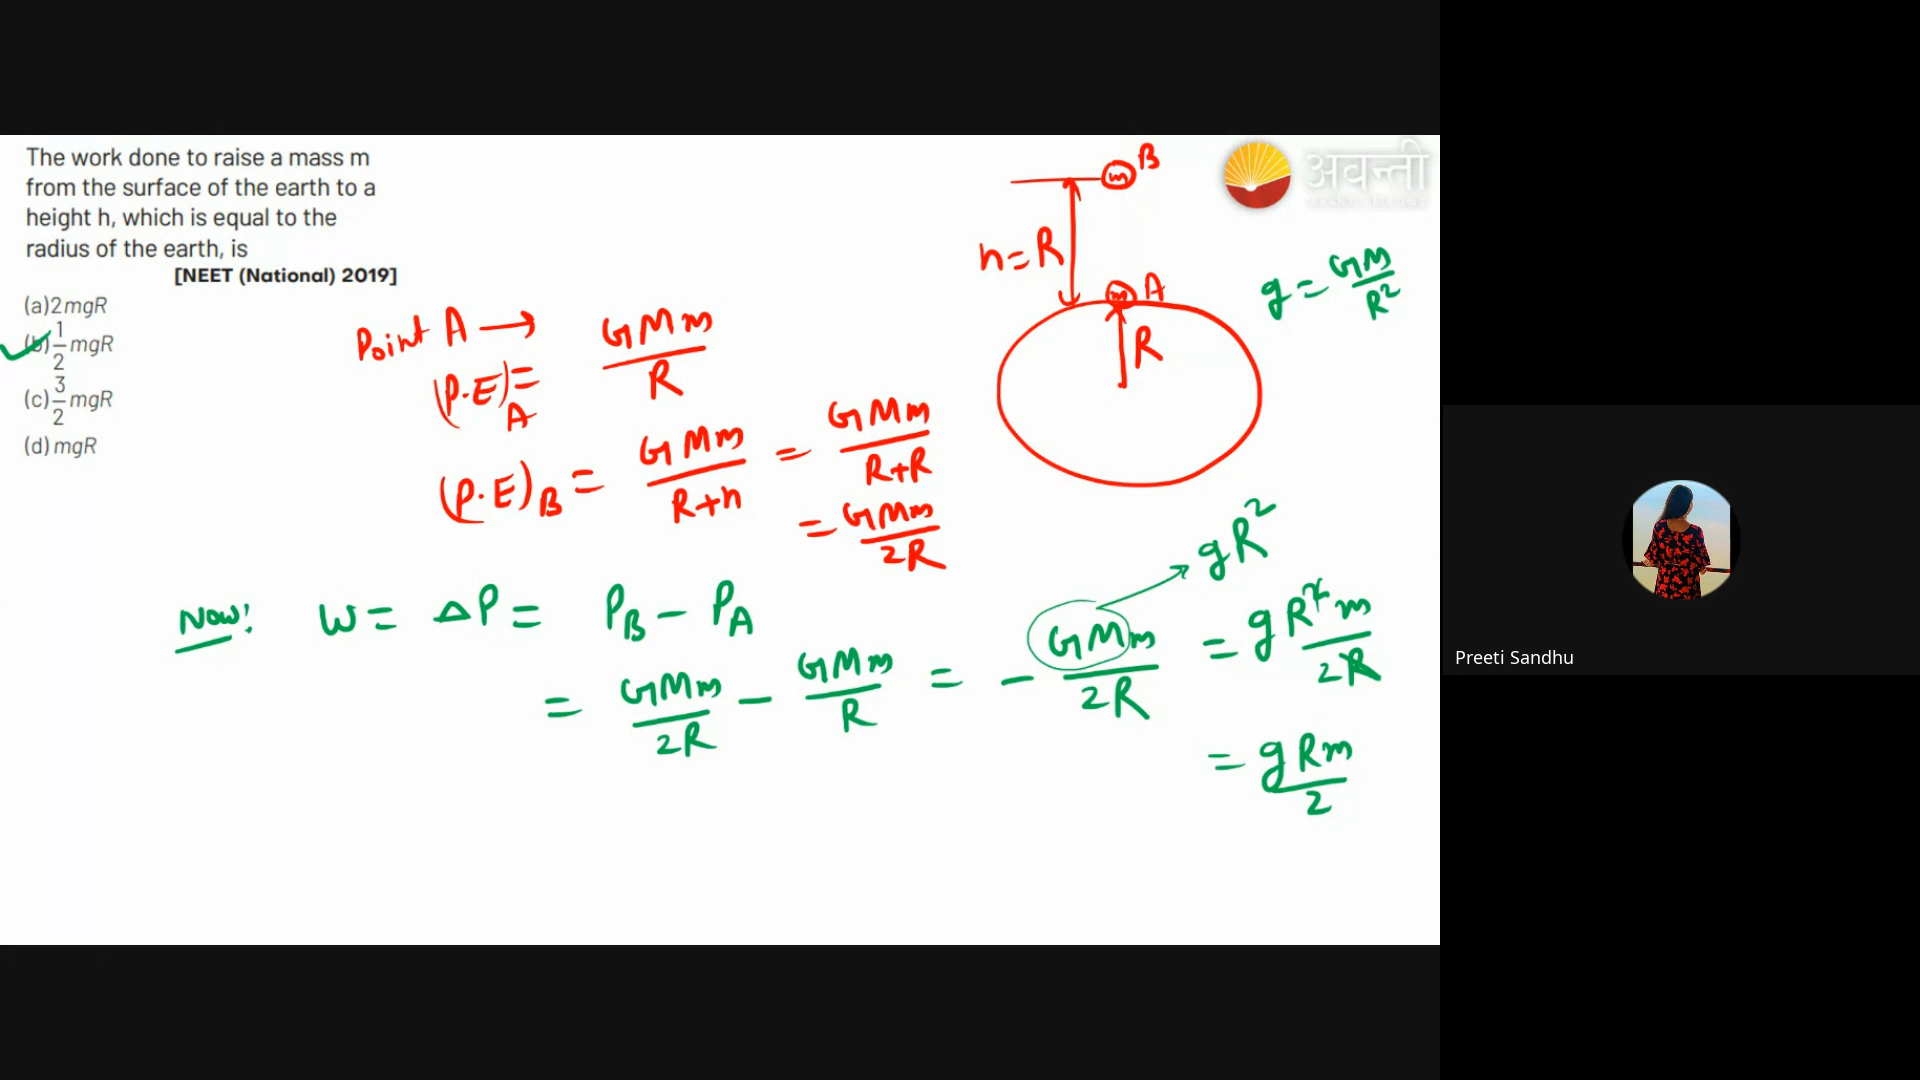 The work done to raise a mass m
from the surface of the earth to a
height h, which is equal to the
radius of the earth, is
[NEET (National) 2019]
(a) 2mgR
(b) 1/2 mgR
(c) 3/2 mgR
(d) mgR
B
m
h = R
m A
R
अवन्ती
AVANTI FELLOWS
g = GM/R²
Point A → 
(P.E)A = GMm/R
(P.E)B = GMm/R+h = GMm/R+R
= GMm/2R
Now! W = ΔP = PB - PA
= GMm/2R - GMm/R = - GMm/2R = gR²m/2R
gR²
= gRm/2
Preeti Sandhu